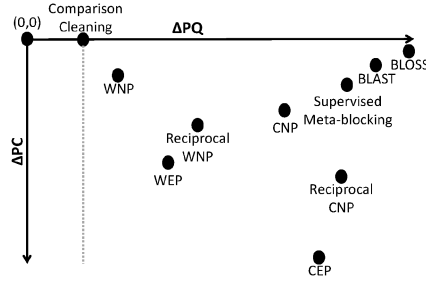 Comparison
Cleaning
(0,0)
ΔPQ
BLOSS
BLAST
WNP
Supervised
Meta-blocking
CNP
Reciprocal
WNP
ΔPC
WEP
Reciprocal
CNP
CEP